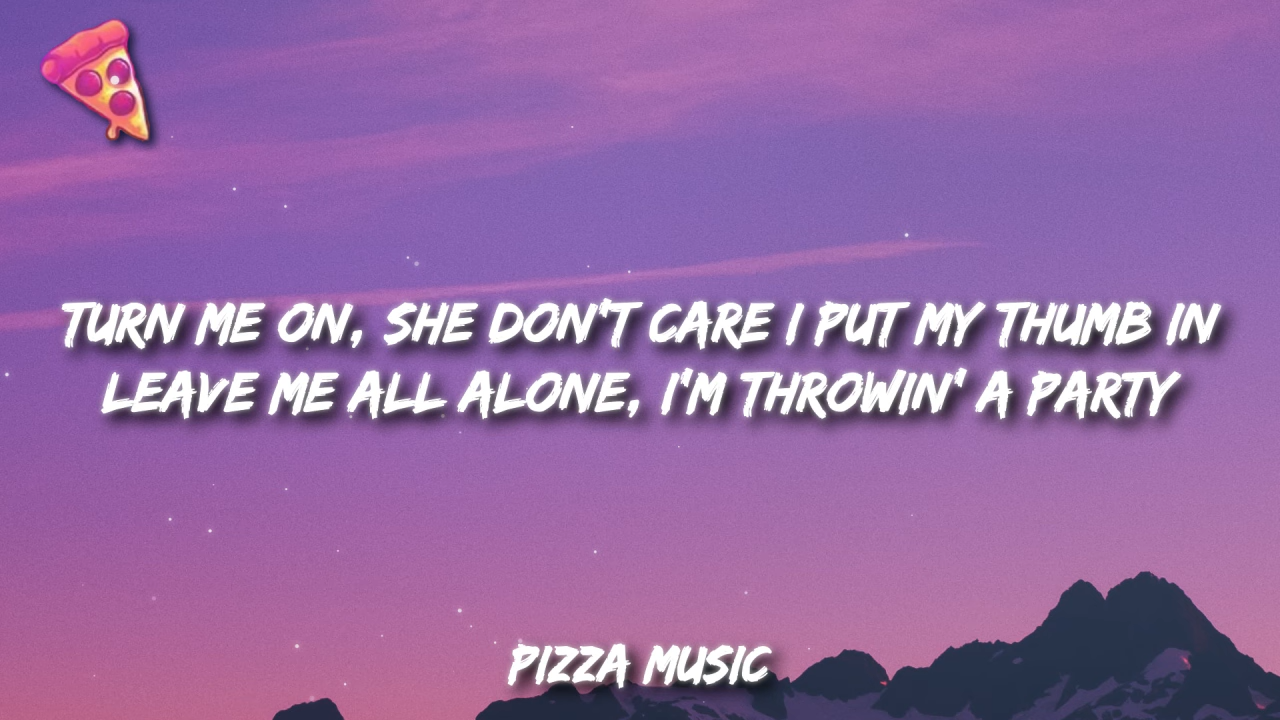 TURN ME ON, SHE DON'T CARE I PUT MY THUMB IN
LEAVE ME ALL ALONE, I'M THROWIN' A PARTY
PIZZA MUSIC